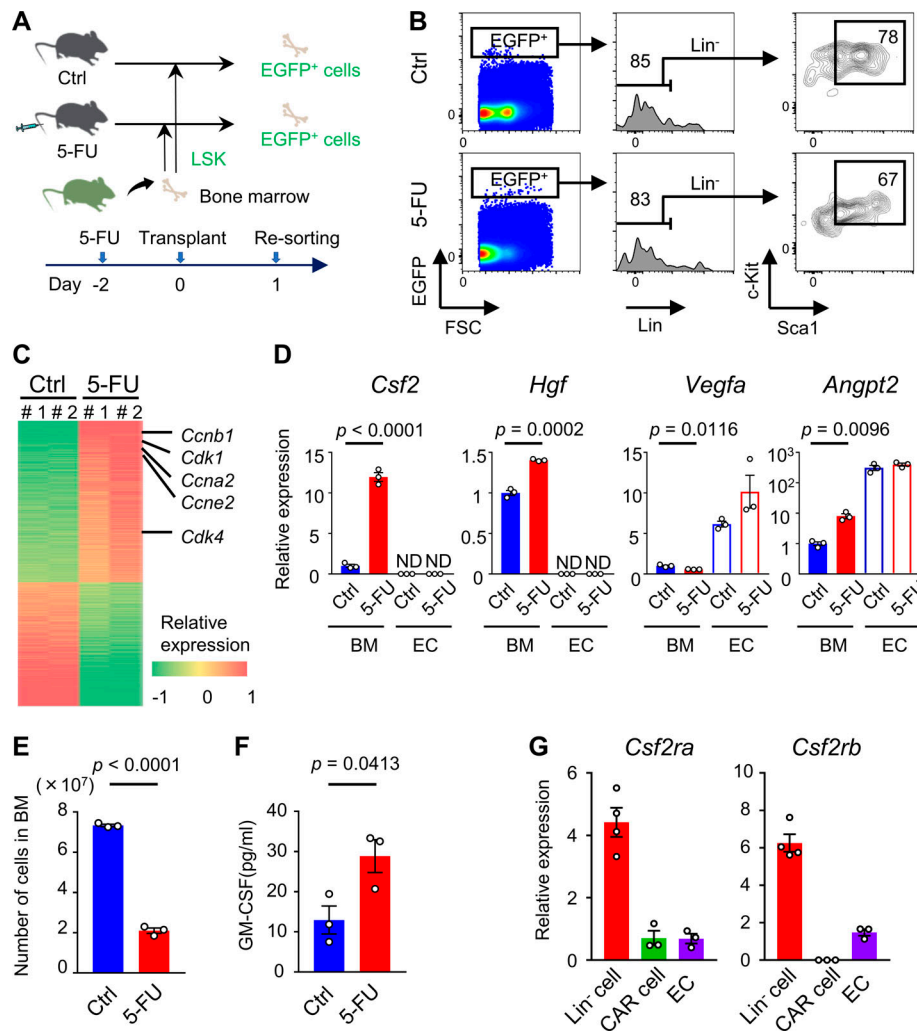 A
Ctrl
EGFP⁺ cells
5-FU
EGFP⁺ cells
LSK
Bone marrow
5-FU Transplant Re-sorting
Day -2 0 1
B
Ctrl
EGFP⁺
85 Lin⁻
78
0
0
5-FU
EGFP⁺
83 Lin⁻
67
0
0
EGFP
FSC
Lin
c-Kit
Sca1
C
Ctrl 5-FU
# 1 # 2 # 1 # 2
Ccnb1
Cdk1
Ccna2
Ccne2
Cdk4
Relative
expression
-1 0 1
D
Relative expression
Csf2
p < 0.0001
15
10
5
0
ND ND
Ctrl 5-FU Ctrl 5-FU
BM EC
Hgf
p = 0.0002
1.5
1
0.5
0
ND ND
Ctrl 5-FU Ctrl 5-FU
BM EC
Vegfa
p = 0.0116
15
10
5
0
Ctrl 5-FU Ctrl 5-FU
BM EC
Angpt2
p = 0.0096
10³
10²
10
1
Ctrl 5-FU Ctrl 5-FU
BM EC
E
p < 0.0001
(×10⁷)
Number of cells in BM
8
6
4
2
0
Ctrl 5-FU
F
p = 0.0413
GM-CSF(pg/ml)
40
30
20
10
0
Ctrl 5-FU
G
Relative expression
Csf2ra
6
4
2
0
Lin⁻ cell CAR cell EC
Csf2rb
8
6
4
2
0
Lin⁻ cell CAR cell EC